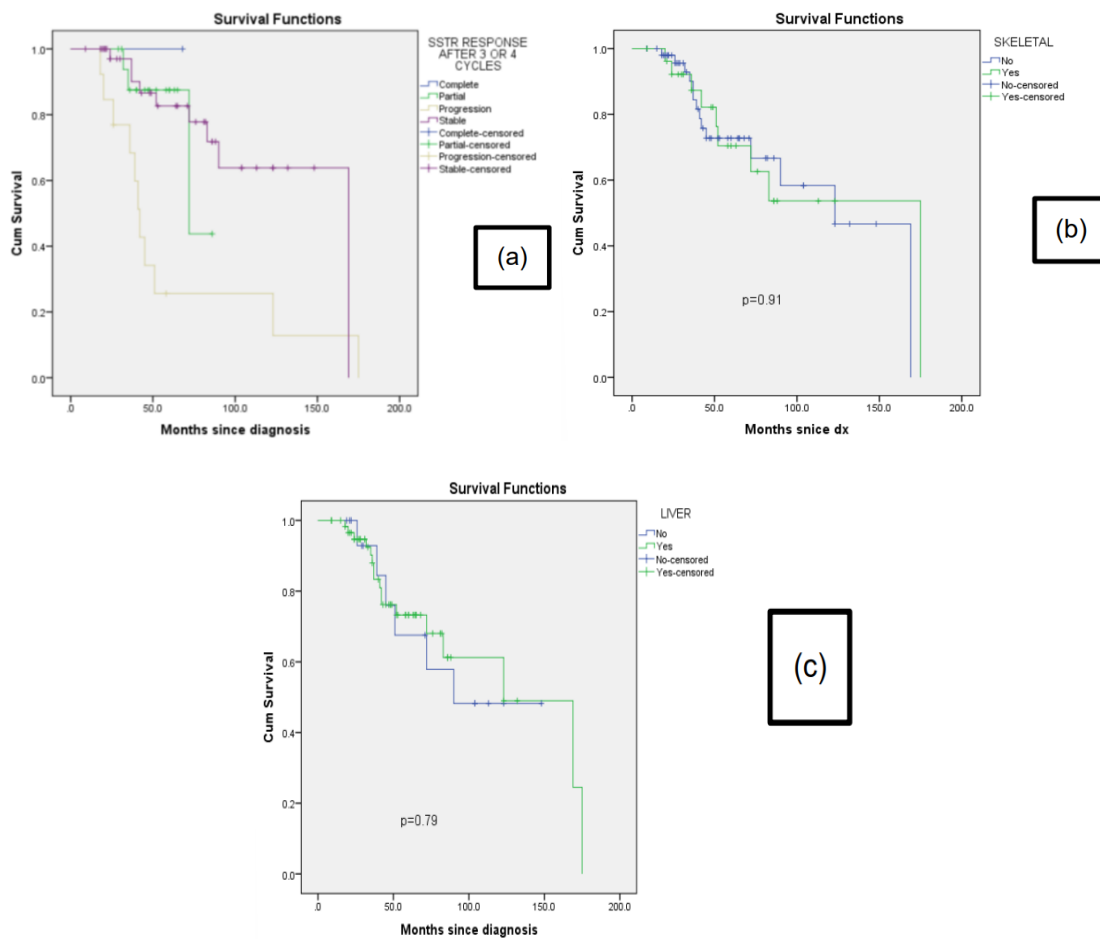 Survival Functions
SSTR RESPONSE
AFTER 3 OR 4
CYCLES
Complete
Partial
Progression
Stable
Complete-censored
Partial-censored
Progression-censored
Stable-censored
Cum Survival
1.0
0.8
0.6
0.4
0.2
0.0
.0 50.0 100.0 150.0 200.0
Months since diagnosis
(a)
Survival Functions
SKELETAL
No
Yes
No-censored
Yes-censored
Cum Survival
1.0
0.8
0.6
0.4
0.2
0.0
p=0.91
.0 50.0 100.0 150.0 200.0
Months snice dx
(b)
Survival Functions
LIVER
No
Yes
No-censored
Yes-censored
Cum Survival
1.0
0.8
0.6
0.4
0.2
0.0
p=0.79
.0 50.0 100.0 150.0 200.0
Months since diagnosis
(c)